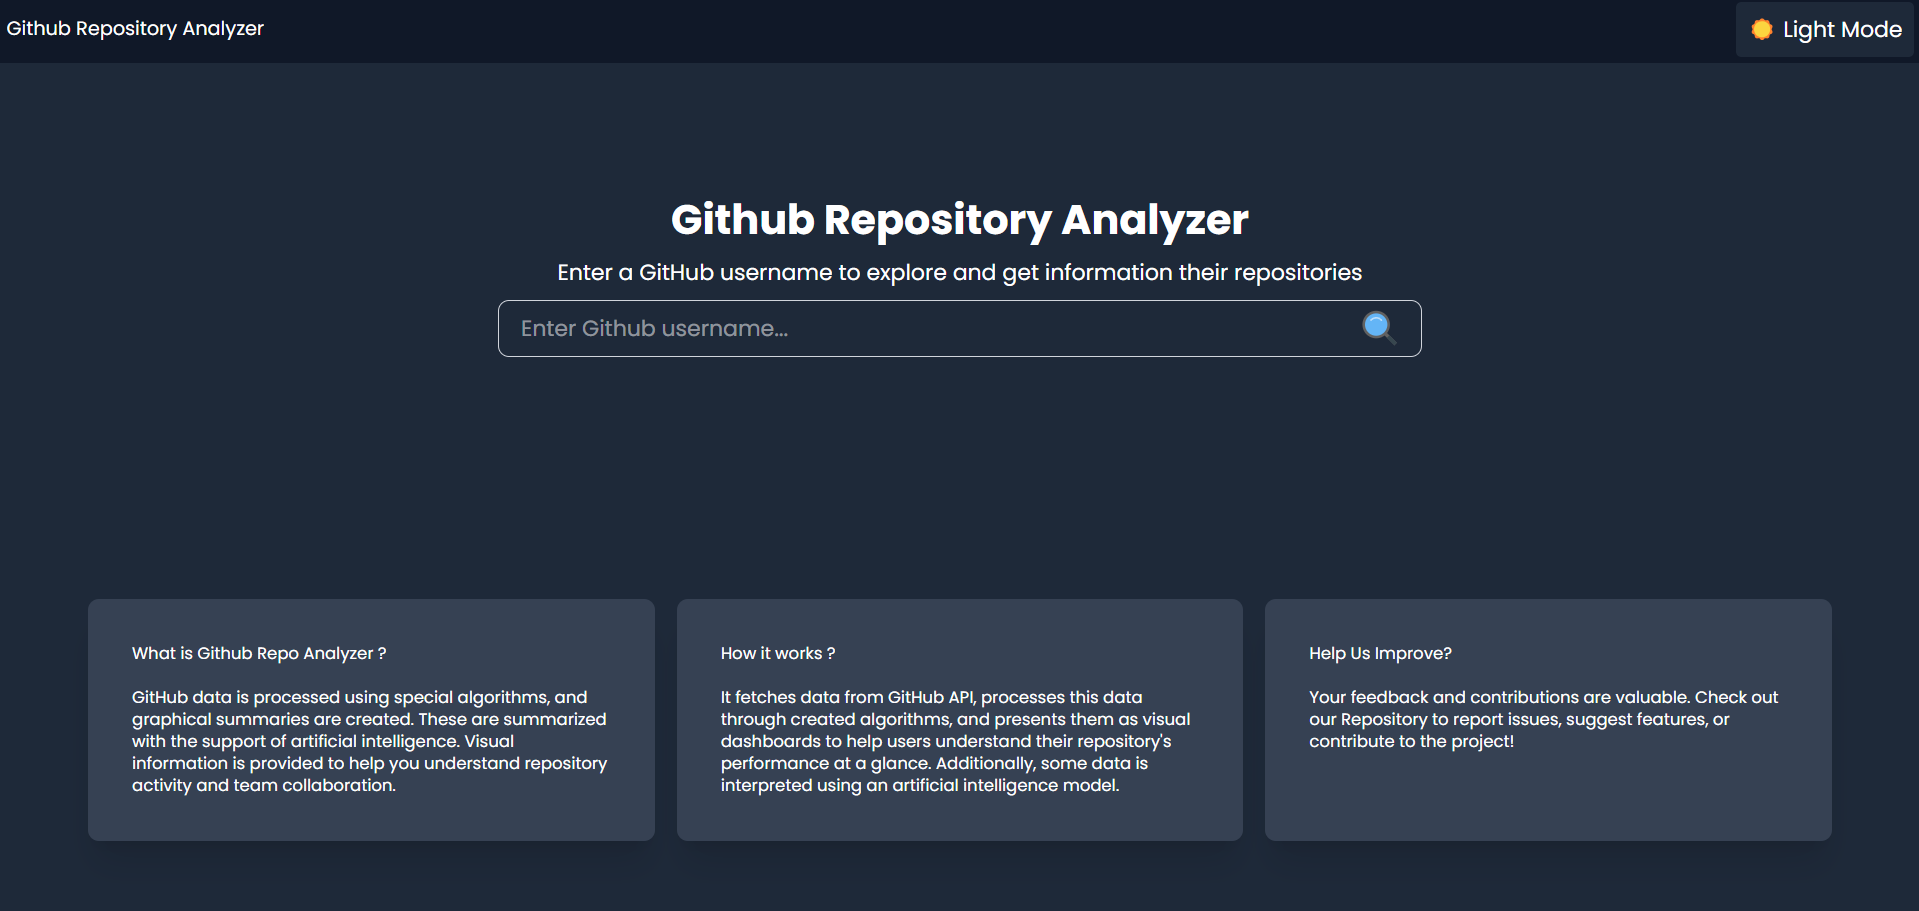 Github Repository Analyzer
Light Mode
Github Repository Analyzer
Enter a GitHub username to explore and get information their repositories
Enter Github username...
What is Github Repo Analyzer ?
GitHub data is processed using special algorithms, and
graphical summaries are created. These are summarized
with the support of artificial intelligence. Visual
information is provided to help you understand repository
activity and team collaboration.
How it works ?
It fetches data from GitHub API, processes this data
through created algorithms, and presents them as visual
dashboards to help users understand their repository's
performance at a glance. Additionally, some data is
interpreted using an artificial intelligence model.
Help Us Improve?
Your feedback and contributions are valuable. Check out
our Repository to report issues, suggest features, or
contribute to the project!